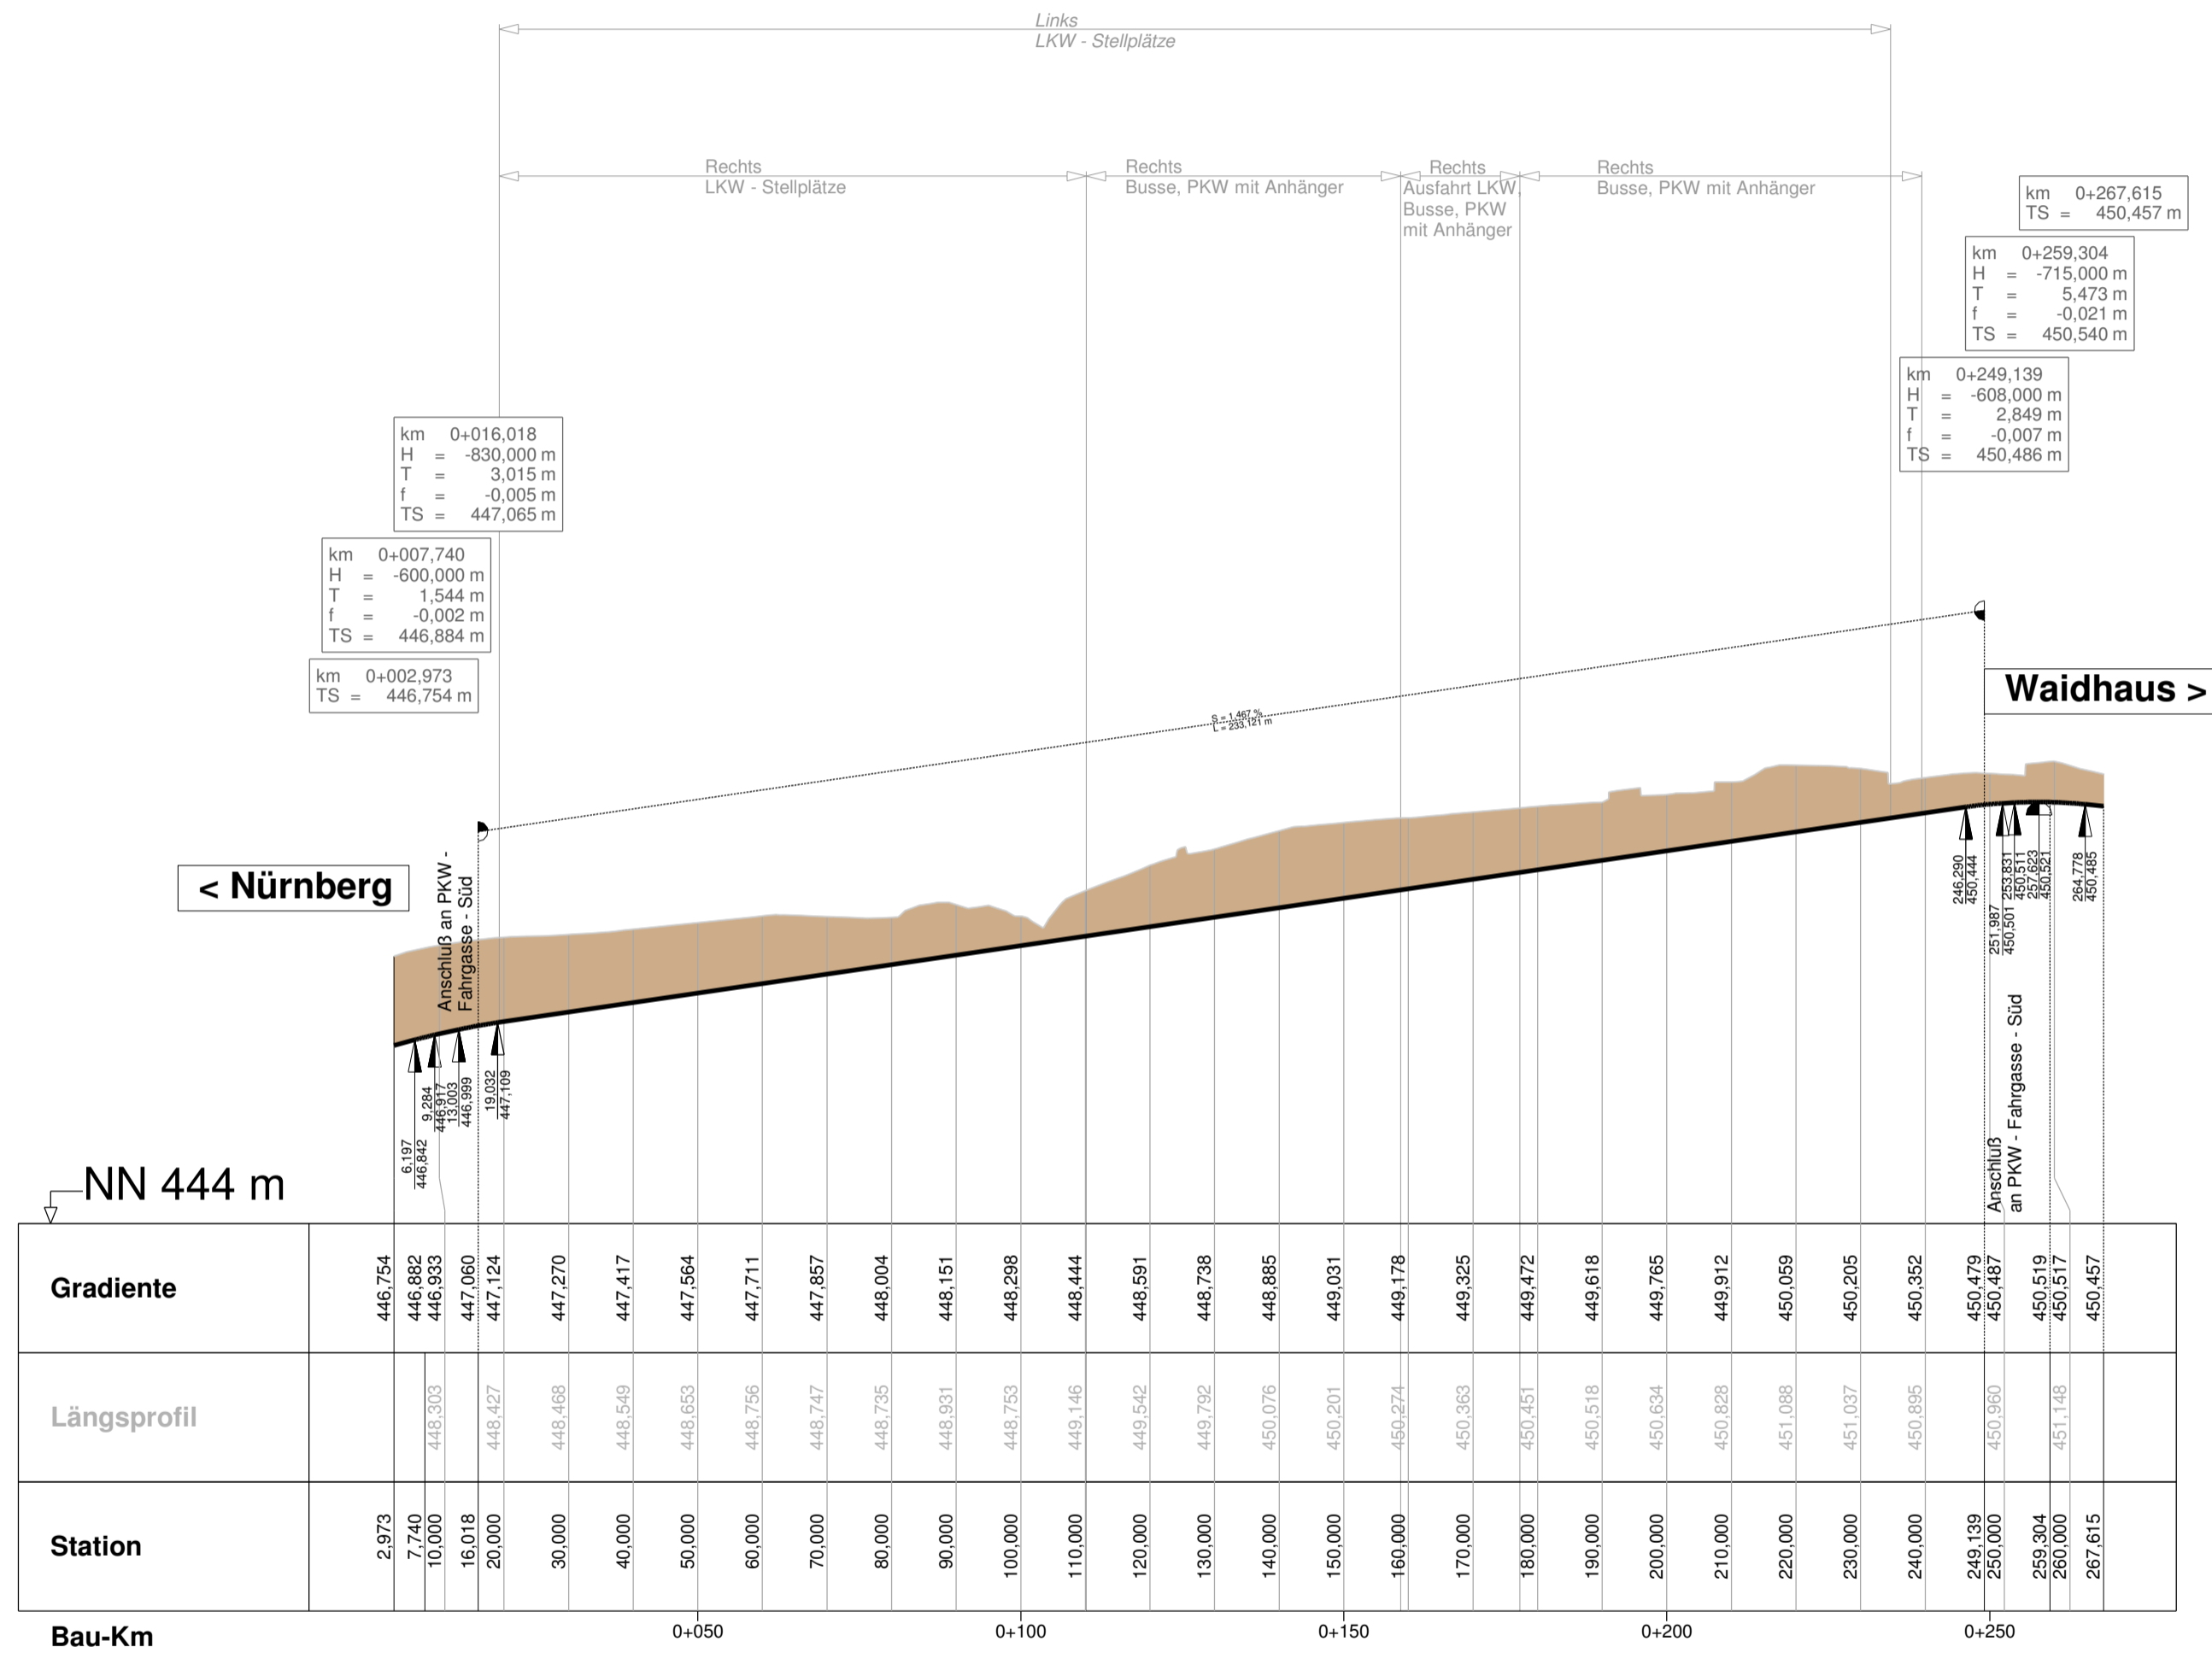 Links
LKW - Stellplätze
Rechts
LKW - Stellplätze
Rechts
Busse, PKW mit Anhänger
Rechts
Ausfahrt LKW,
Busse, PKW
mit Anhänger
Rechts
Busse, PKW mit Anhänger
km 0+267,615
TS = 450,457 m
km 0+259,304
H = -715,000 m
T = 5,473 m
f = -0,021 m
TS = 450,540 m
km 0+249,139
H = -608,000 m
T = 2,849 m
f = -0,007 m
TS = 450,486 m
km 0+016,018
H = -830,000 m
T = 3,015 m
f = -0,005 m
TS = 447,065 m
km 0+007,740
H = -600,000 m
T = 1,544 m
f = -0,002 m
TS = 446,884 m
km 0+002,973
TS = 446,754 m
S = 1,467 %
L = 233,121 m
Waidhaus >
< Nürnberg
Anschluß an PKW -
Fahrgasse - Süd
6,197
446,842
9,284
446,917
13,003
446,999
19,032
447,109
246,290
450,444
251,987
450,501
253,831
450,511
257,623
450,521
264,778
450,485
Anschluß
an PKW - Fahrgasse - Süd
NN 444 m
Gradiente 446,754 446,882 446,933 447,060 447,124 447,270 447,417 447,564 447,711 447,857 448,004 448,151 448,298 448,444 448,591 448,738 448,885 449,031 449,178 449,325 449,472 449,618 449,765 449,912 450,059 450,205 450,352 450,479 450,487 450,519 450,517 450,457
Längsprofil 448,303 448,427 448,468 448,549 448,653 448,756 448,747 448,735 448,931 448,753 449,146 449,542 449,792 450,076 450,201 450,274 450,363 450,451 450,518 450,634 450,828 451,088 451,037 450,895 450,960 451,148
Station 2,973 7,740 10,000 16,018 20,000 30,000 40,000 50,000 60,000 70,000 80,000 90,000 100,000 110,000 120,000 130,000 140,000 150,000 160,000 170,000 180,000 190,000 200,000 210,000 220,000 230,000 240,000 249,139 250,000 259,304 260,000 267,615
Bau-Km 0+050 0+100 0+150 0+200 0+250